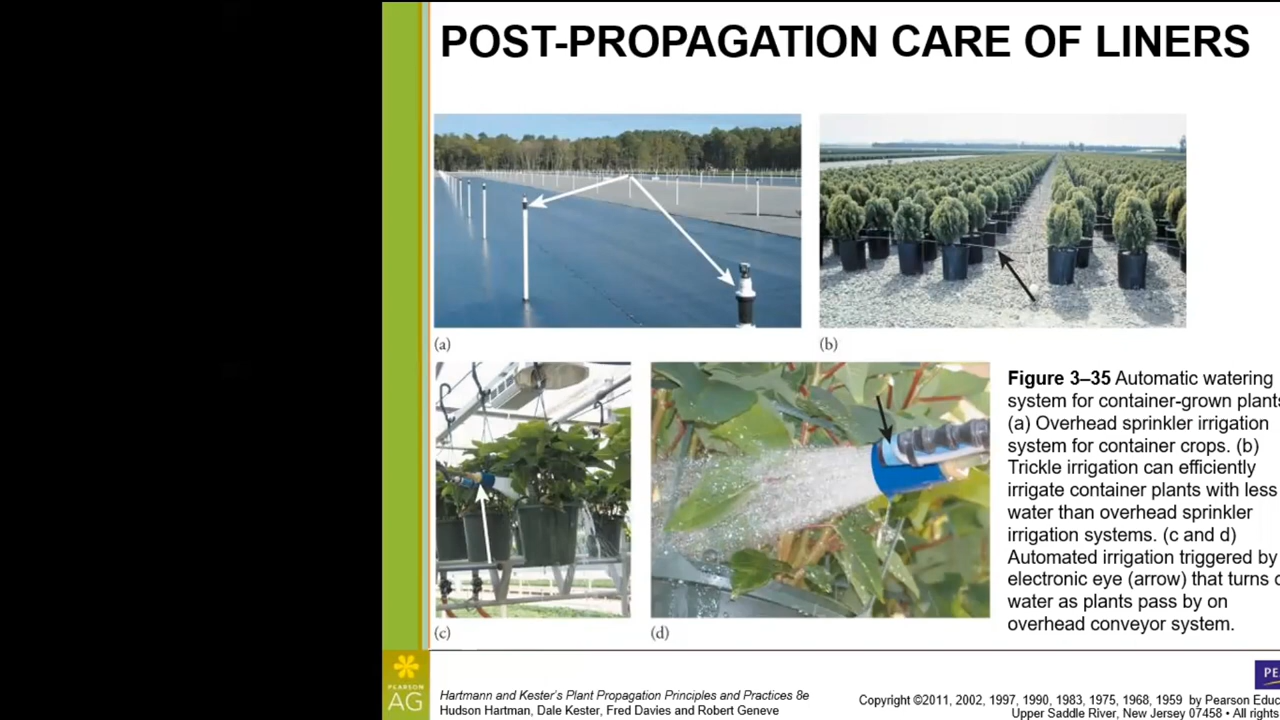 POST-PROPAGATION CARE OF LINERS
(a)
(b)
(c)
(d)
Figure 3–35 Automatic watering
system for container-grown plants
(a) Overhead sprinkler irrigation
system for container crops. (b)
Trickle irrigation can efficiently
irrigate container plants with less
water than overhead sprinkler
irrigation systems. (c and d)
Automated irrigation triggered by
electronic eye (arrow) that turns
water as plants pass by on
overhead conveyor system.
PEARSON
AG
Hartmann and Kester's Plant Propagation Principles and Practices 8e
Hudson Hartman, Dale Kester, Fred Davies and Robert Geneve
PE
Copyright ©2011, 2002, 1997, 1990, 1983, 1975, 1968, 1959 by Pearson Educ
Upper Saddle River, New Jersey 07458 • All rights